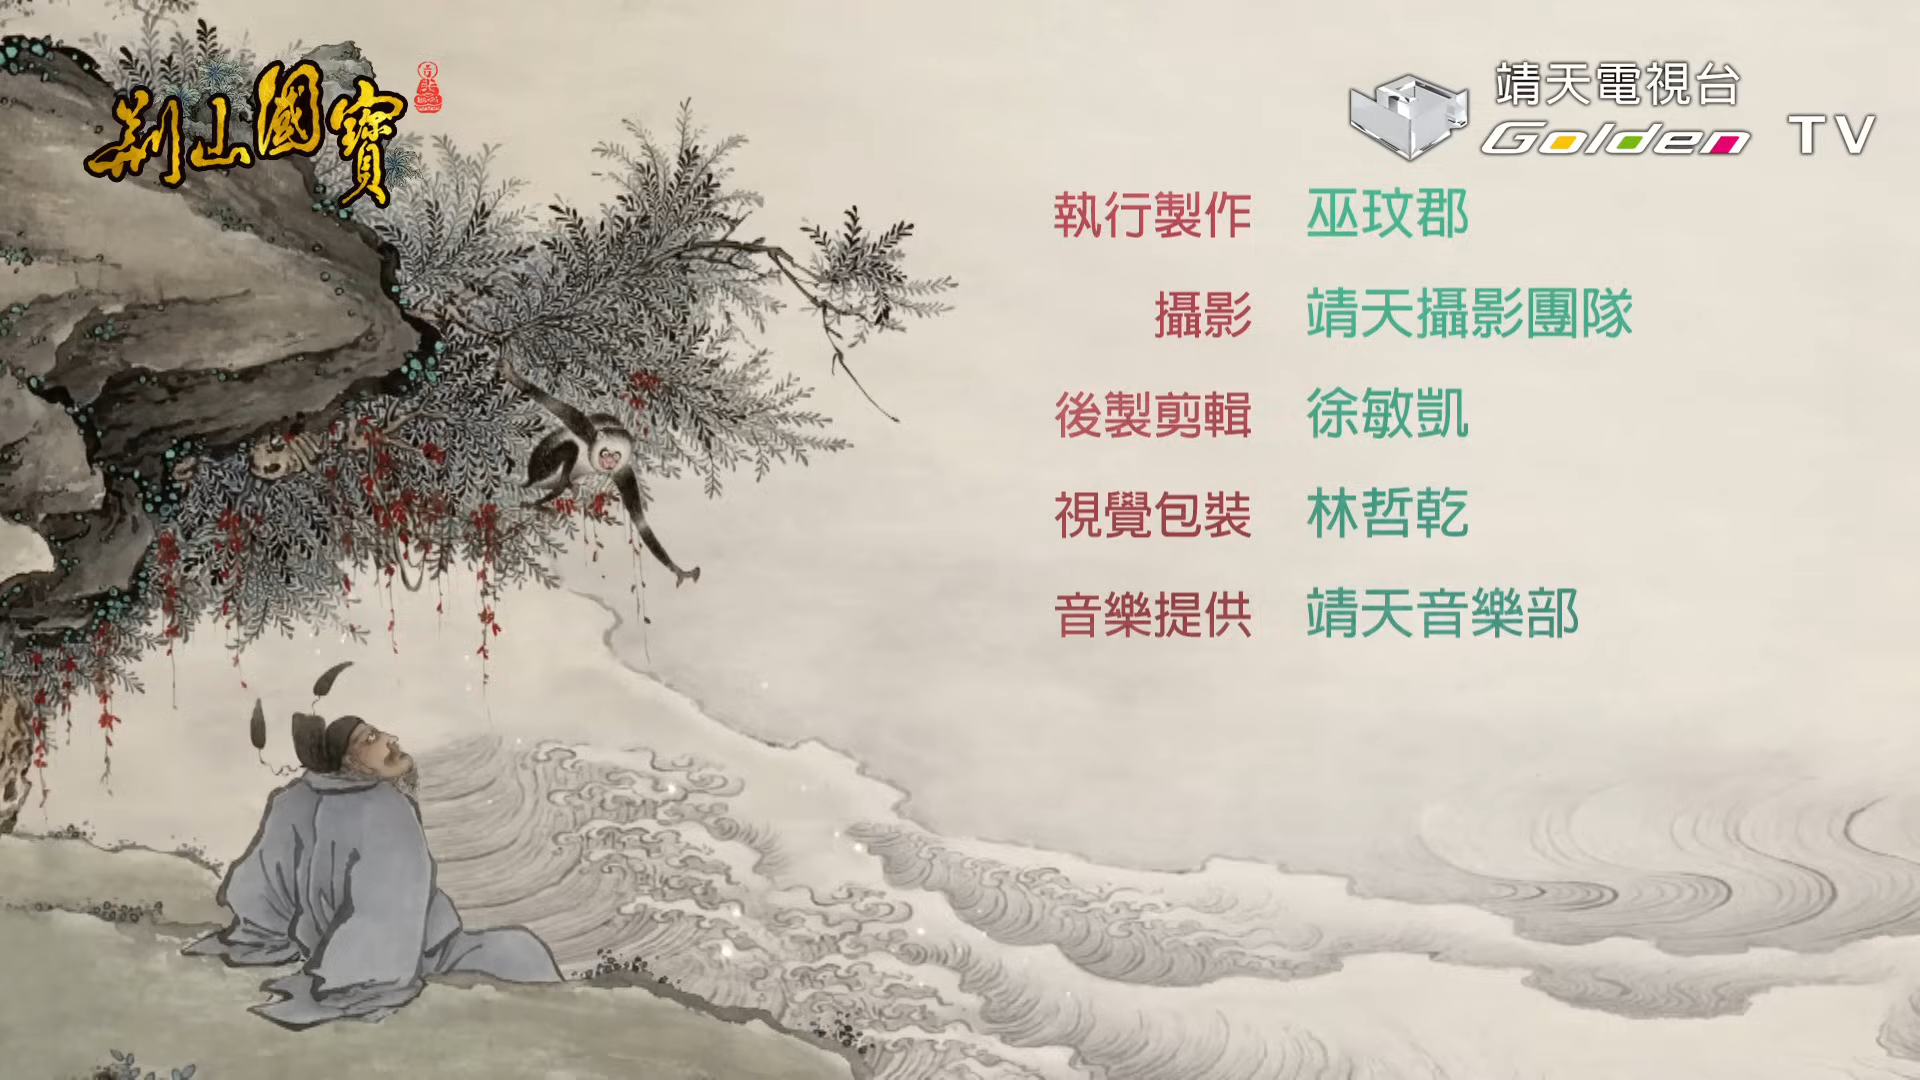 荆山國寶
靖天電視台
Golden TV
執行製作 巫玟郡
攝影 靖天攝影團隊
後製剪輯 徐敏凱
視覺包裝 林哲乾
音樂提供 靖天音樂部